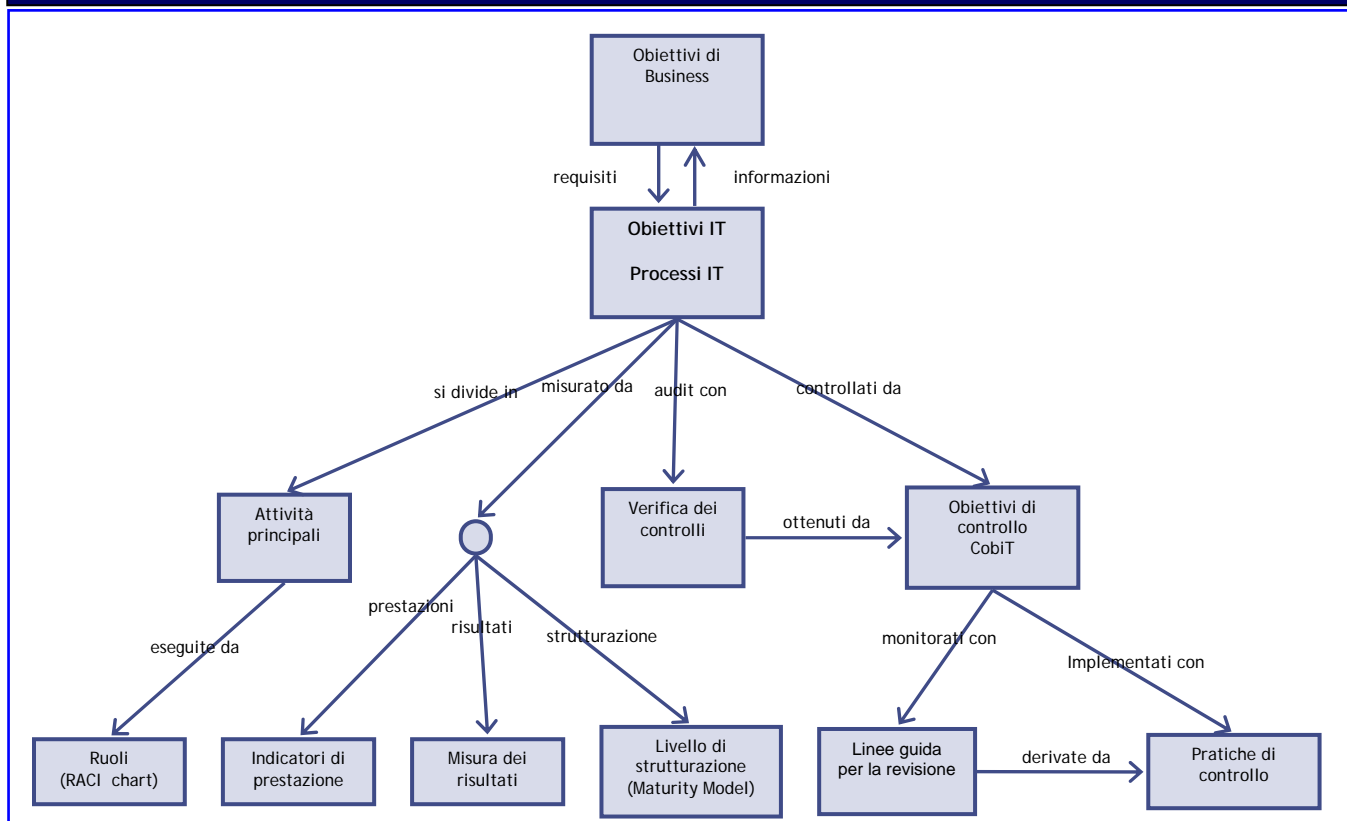 Obiettivi di
Business
requisiti
informazioni
Obiettivi IT
Processi IT
si divide in
misurato da
audit con
controllati da
Attività
principali
Verifica dei
controlli
ottenuti da
Obiettivi di
controllo
CobiT
prestazioni
risultati
strutturazione
eseguite da
monitorati con
Implementati con
Ruoli
(RACI chart)
Indicatori di
prestazione
Misura dei
risultati
Livello di
strutturazione
(Maturity Model)
Linee guida
per la revisione
derivate da
Pratiche di
controllo